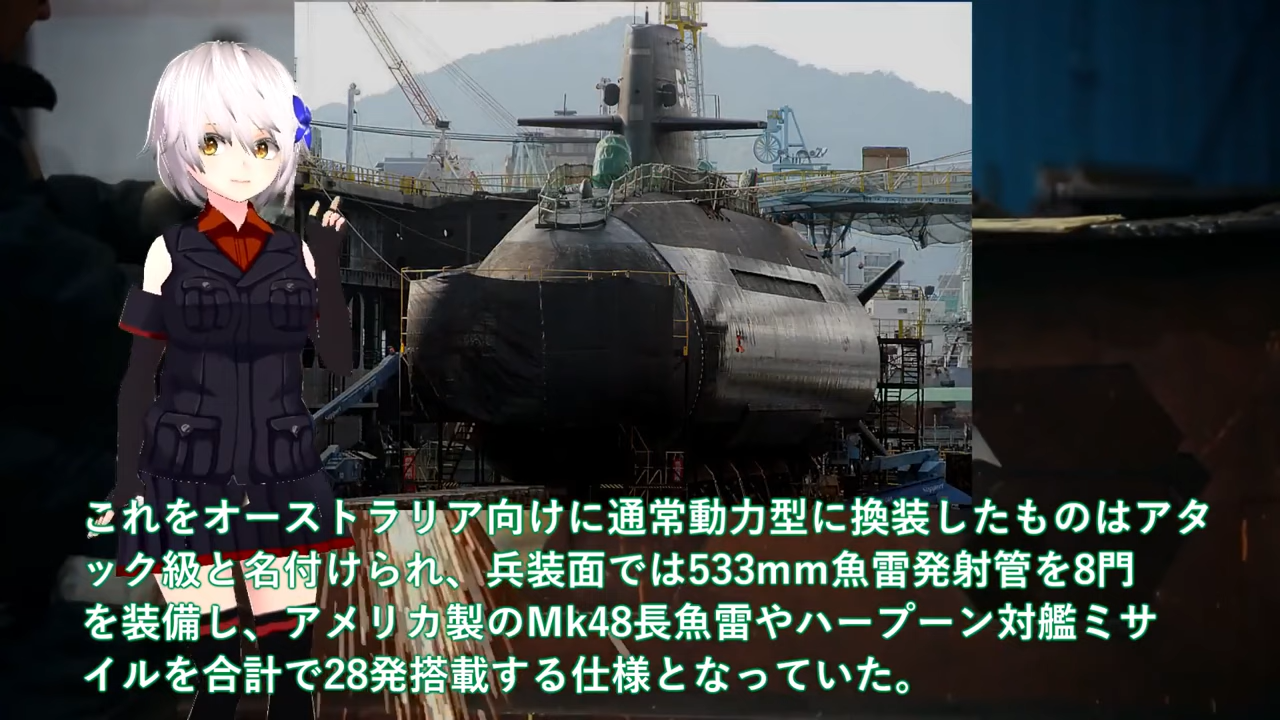 これをオーストラリア向けに通常動力型に換装したものはアタ
ック級と名付けられ、兵装面では533mm魚雷発射管を8門
を装備し、アメリカ製のMk48長魚雷やハープーン対艦ミサ
イルを合計で28発搭載する仕様となっていた。